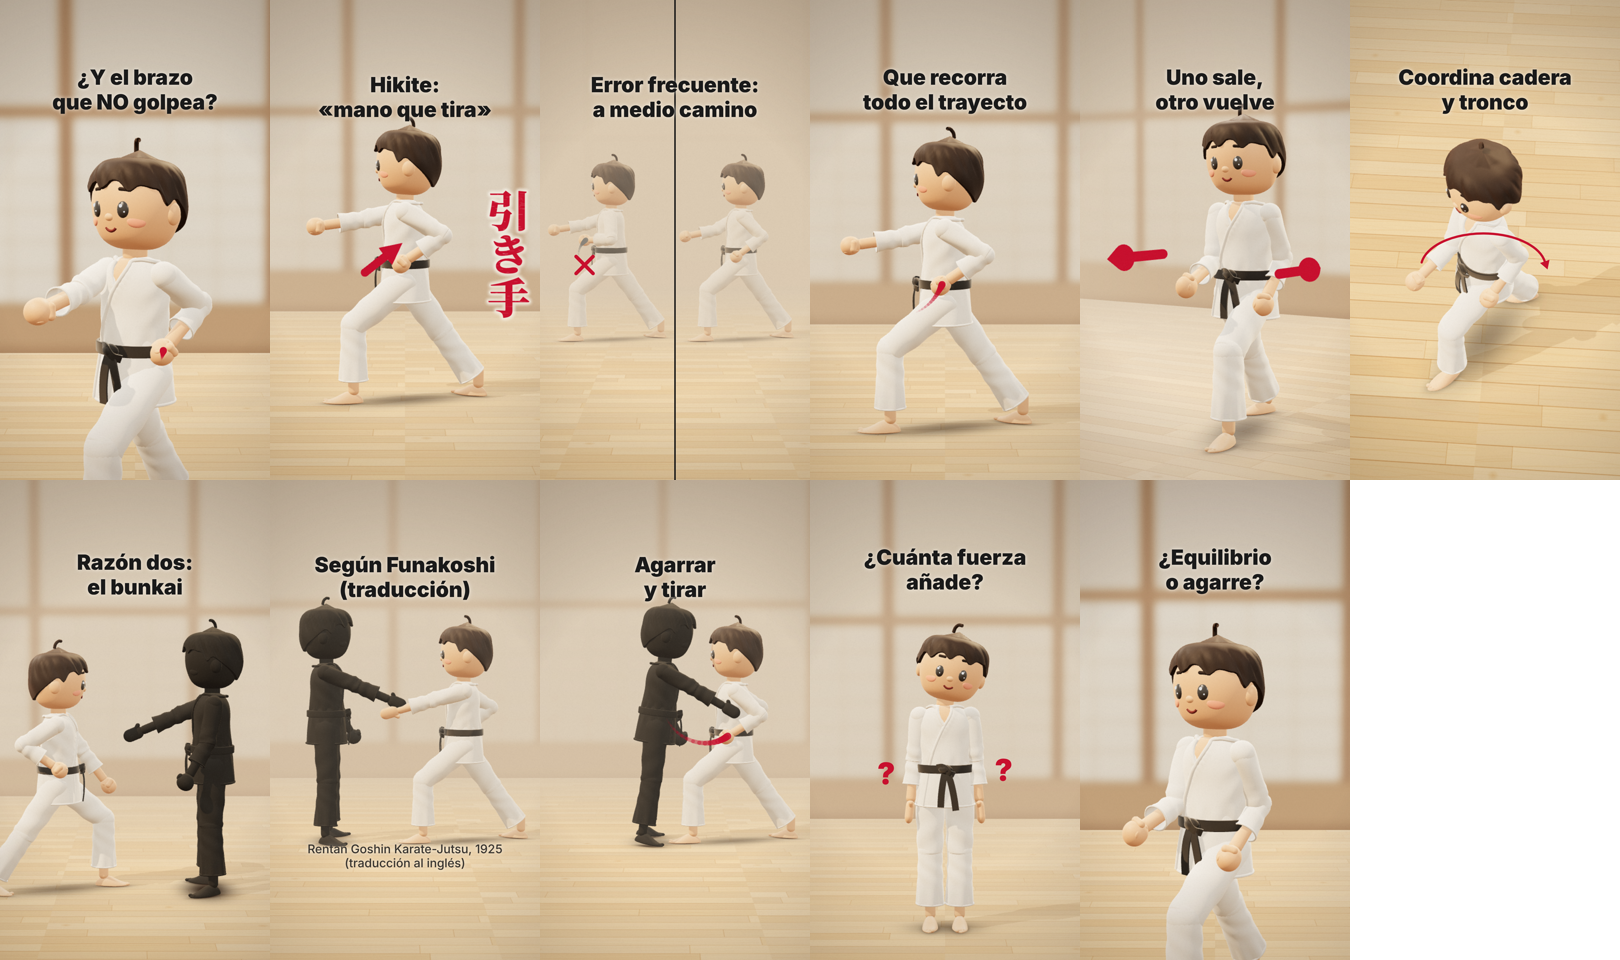 ¿Y el brazo
que NO golpea?
Hikite:
«mano que tira»
引き手
Error frecuente:
a medio camino
Que recorra
todo el trayecto
Uno sale,
otro vuelve
Coordina cadera
y tronco
Razón dos:
el bunkai
Según Funakoshi
(traducción)
Rentan Goshin Karate-Jutsu, 1925
(traducción al inglés)
Agarrar
y tirar
¿Cuánta fuerza
añade?
?
?
¿Equilibrio
o agarre?